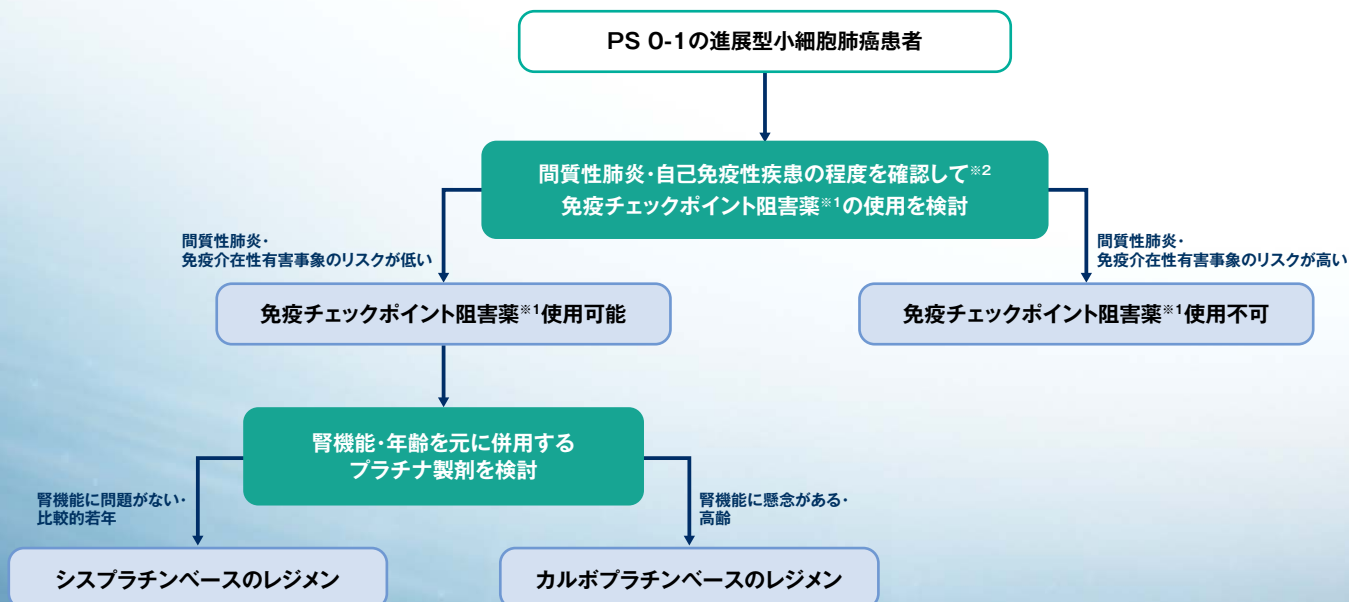 PS 0-1の進展型小細胞肺癌患者
間質性肺炎・自己免疫性疾患の程度を確認して※2
免疫チェックポイント阻害薬※1の使用を検討
間質性肺炎・
免疫介在性有害事象のリスクが低い
間質性肺炎・
免疫介在性有害事象のリスクが高い
免疫チェックポイント阻害薬※1使用可能
免疫チェックポイント阻害薬※1使用不可
腎機能・年齢を元に併用する
プラチナ製剤を検討
腎機能に問題がない・
比較的若年
腎機能に懸念がある・
高齢
シスプラチンベースのレジメン
カルボプラチンベースのレジメン